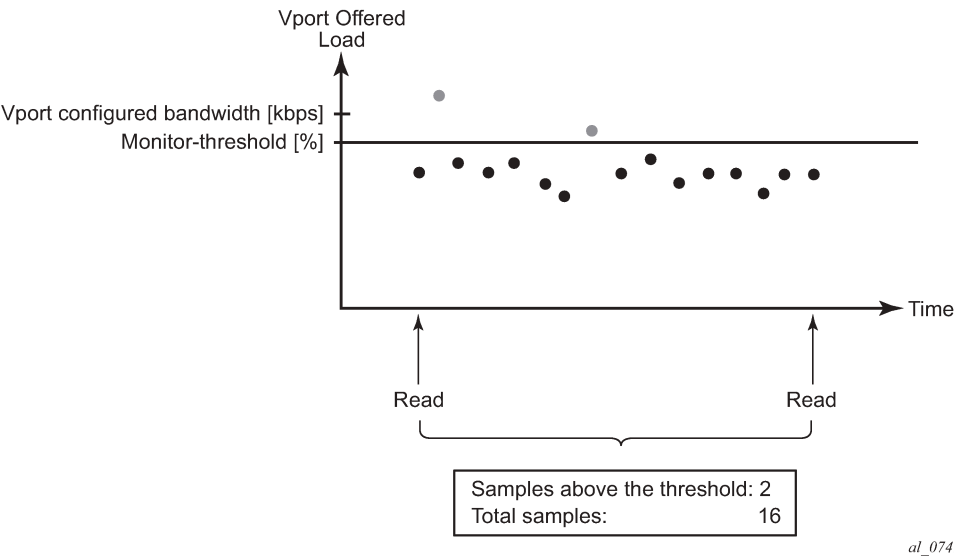 Vport Offered
Load
Vport configured bandwidth [kbps]
Monitor-threshold [%]
Time
Read
Read
Samples above the threshold: 2
Total samples: 16
al_074